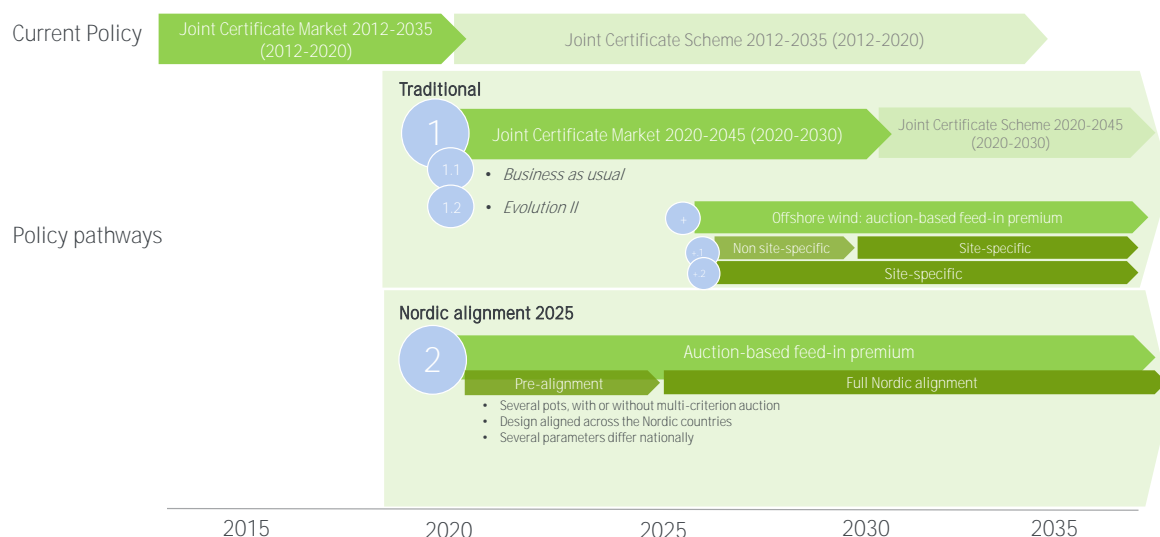 Current Policy
Joint Certificate Market 2012-2035
(2012-2020)
Joint Certificate Scheme 2012-2035 (2012-2020)
Policy pathways
Traditional
1
Joint Certificate Market 2020-2045 (2020-2030)
Joint Certificate Scheme 2020-2045
(2020-2030)
1.1
• Business as usual
1.2
• Evolution II
+
Offshore wind: auction-based feed-in premium
+.1
Non site-specific
Site-specific
+.2
Site-specific
Nordic alignment 2025
2
Auction-based feed-in premium
Pre-alignment
Full Nordic alignment
• Several pots, with or without multi-criterion auction
• Design aligned across the Nordic countries
• Several parameters differ nationally
2015
2020
2025
2030
2035